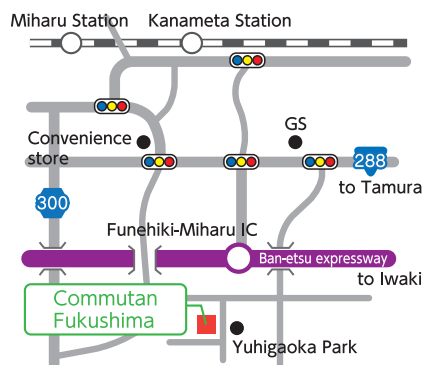 Miharu Station
Kanameta Station
Convenience
store
GS
288
to Tamura
300
Funehiki-Miharu IC
Ban-etsu expressway
to Iwaki
Commutan
Fukushima
Yuhigaoka Park